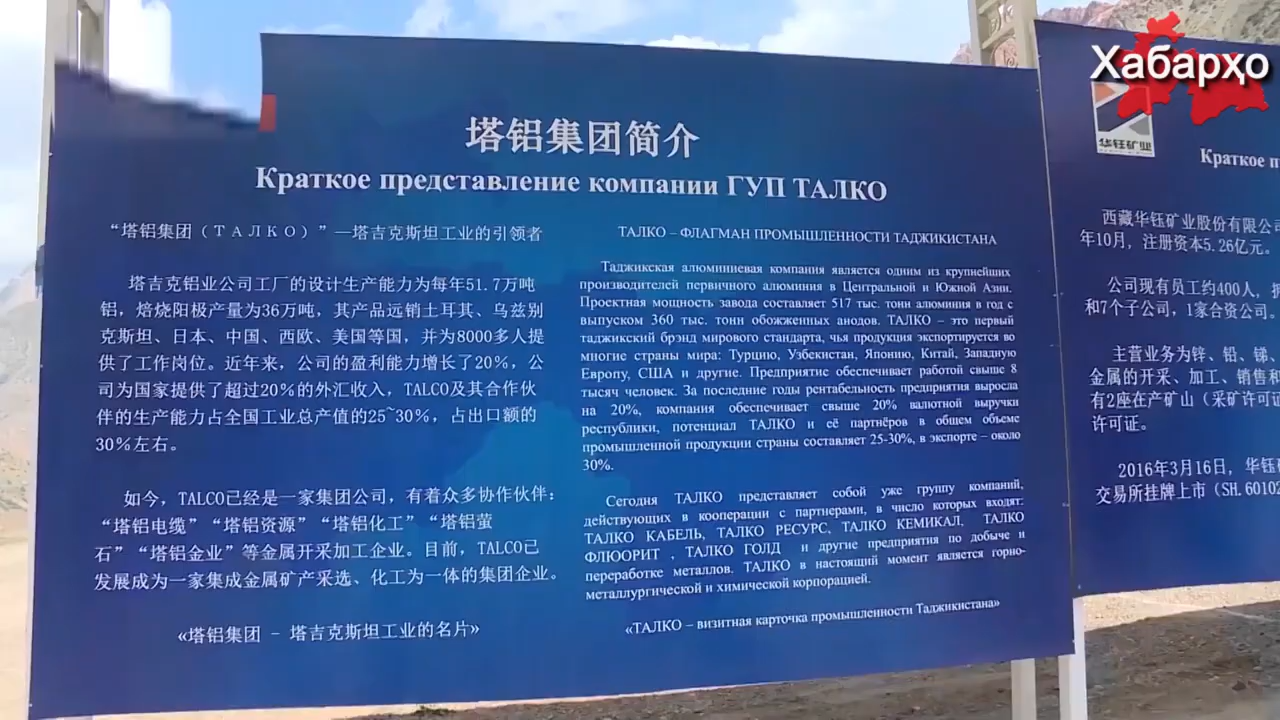 Хабарҳо
塔铝集团简介
Краткое представление компании ГУП ТАЛКО
“塔铝集团（ТАЛКО）”—塔吉克斯坦工业的引领者
塔吉克铝业公司工厂的设计生产能力为每年51.7万吨
铝，焙烧阳极产量为36万吨，其产品远销土耳其、乌兹别
克斯坦、日本、中国、西欧、美国等国，并为8000多人提
供了工作岗位。近年来，公司的盈利能力增长了20%，公
司为国家提供了超过20%的外汇收入，TALCO及其合作伙
伴的生产能力占全国工业总产值的25~30%，占出口额的
30%左右。
如今，TALCO已经是一家集团公司，有着众多协作伙伴：
“塔铝电缆”“塔铝资源”“塔铝化工”“塔铝萤
石”“塔铝金业”等金属开采加工企业。目前，TALCO已
发展成为一家集成金属矿产采选、化工为一体的集团企业。
«塔铝集团 - 塔吉克斯坦工业的名片»
ТАЛКО – ФЛАГМАН ПРОМЫШЛЕННОСТИ ТАДЖИКИСТАНА
Таджикская алюминиевая компания является одним из крупнейших
производителей первичного алюминия в Центральной и Южной Азии.
Проектная мощность завода составляет 517 тыс. тонн алюминия в год с
выпуском 360 тыс. тонн обожженных анодов. ТАЛКО – это первый
таджикский брэнд мирового стандарта, чья продукция экспортируется во
многие страны мира: Турцию, Узбекистан, Японию, Китай, Западную
Европу, США и другие. Предприятие обеспечивает работой свыше 8
тысяч человек. За последние годы рентабельность предприятия выросла
на 20%, компания обеспечивает свыше 20% валютной выручки
республики, потенциал ТАЛКО и её партнёров в общем объеме
промышленной продукции страны составляет 25-30%, в экспорте – около
30%.
Сегодня ТАЛКО представляет собой уже группу компаний,
действующих в кооперации с партнерами, в число которых входят:
ТАЛКО КАБЕЛЬ, ТАЛКО РЕСУРС, ТАЛКО КЕМИКАЛ, ТАЛКО
ФЛЮОРИТ , ТАЛКО ГОЛД и другие предприятия по добыче и
переработке металлов. ТАЛКО в настоящий момент является горно-
металлургической и химической корпорацией.
«ТАЛКО – визитная карточка промышленности Таджикистана»
华钰矿业
Краткое п
西藏华钰矿业股份有限公司
年10月，注册资本5.26亿元。
公司现有员工约400人，拥
和7个子公司，1家合资公司。
主营业务为锌、铅、锑、
金属的开采、加工、销售和
有2座在产矿山（采矿许可证
许可证。
2016年3月16日，华钰矿
交易所挂牌上市（SH.60102